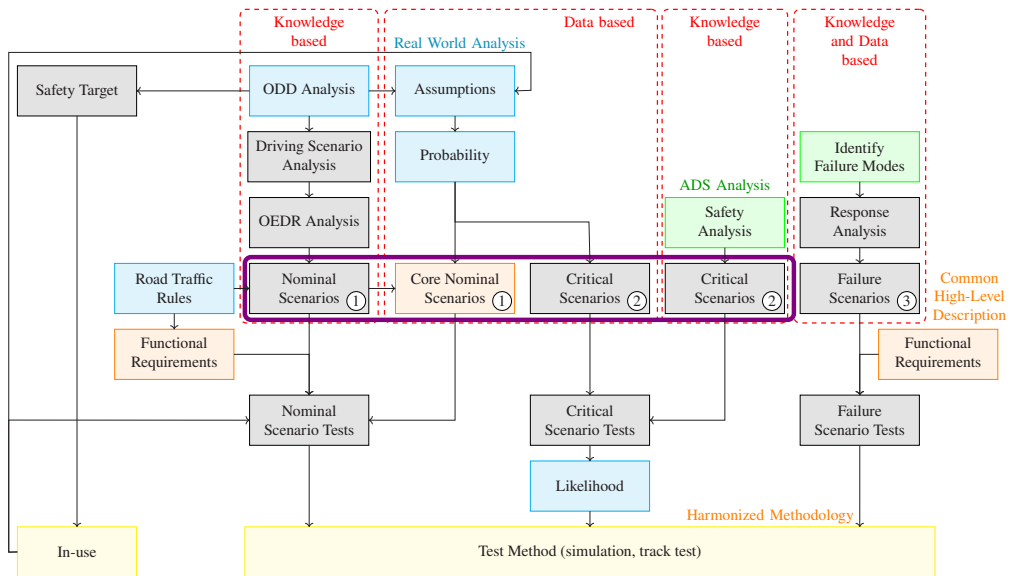 Knowledge
based
Data based
Knowledge
based
Knowledge
and Data
based
Real World Analysis
Safety Target
ODD Analysis
Assumptions
Driving Scenario
Analysis
Probability
Identify
Failure Modes
ADS Analysis
OEDR Analysis
Safety
Analysis
Response
Analysis
Road Traffic
Rules
Nominal
Scenarios 1
Core Nominal
Scenarios 1
Critical
Scenarios 2
Critical
Scenarios 2
Failure
Scenarios 3
Common
High-Level
Description
Functional
Requirements
Functional
Requirements
Nominal
Scenario Tests
Critical
Scenario Tests
Failure
Scenario Tests
Likelihood
Harmonized Methodology
In-use
Test Method (simulation, track test)